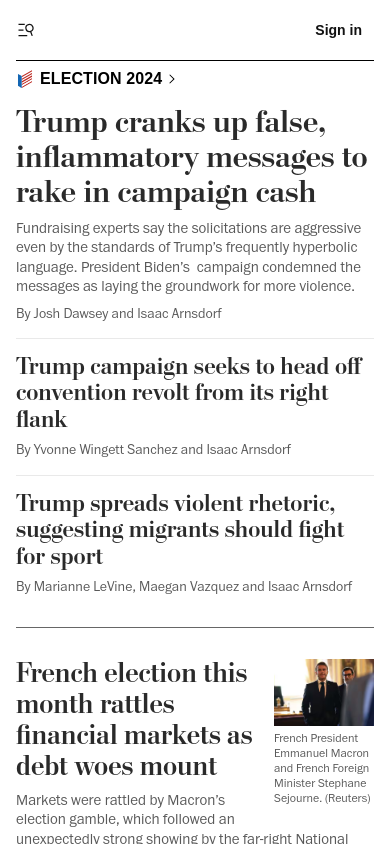 Sign in
ELECTION 2024
Trump cranks up false,
inflammatory messages to
rake in campaign cash
Fundraising experts say the solicitations are aggressive
even by the standards of Trump’s frequently hyperbolic
language. President Biden’s campaign condemned the
messages as laying the groundwork for more violence.
By Josh Dawsey and Isaac Arnsdorf
Trump campaign seeks to head off
convention revolt from its right
flank
By Yvonne Wingett Sanchez and Isaac Arnsdorf
Trump spreads violent rhetoric,
suggesting migrants should fight
for sport
By Marianne LeVine, Maegan Vazquez and Isaac Arnsdorf
French election this
month rattles
financial markets as
debt woes mount
Markets were rattled by Macron’s
election gamble, which followed an
unexpectedly strong showing by the far-right National
French President
Emmanuel Macron
and French Foreign
Minister Stephane
Sejourne. (Reuters)